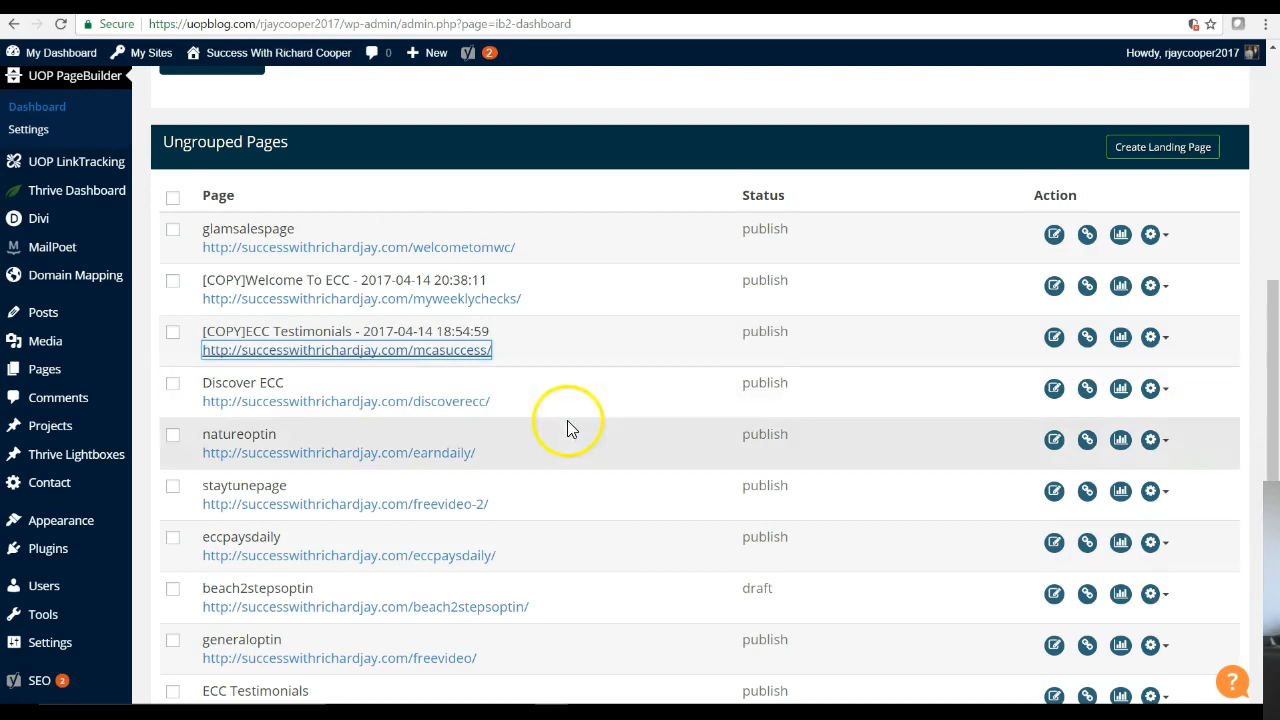 Secure
https://uopblog.com/rjaycooper2017/wp-admin/admin.php?page=ib2-dashboard
My Dashboard
My Sites
Success With Richard Cooper
0
New
2
Howdy, rjaycooper2017
UOP PageBuilder
Dashboard
Settings
UOP LinkTracking
Thrive Dashboard
Divi
MailPoet
Domain Mapping
Posts
Media
Pages
Comments
Projects
Thrive Lightboxes
Contact
Appearance
Plugins
Users
Tools
Settings
SEO 2
Ungrouped Pages
Create Landing Page
Page Status Action
glamsalespage publish
http://successwithrichardjay.com/welcometomwc/
[COPY]Welcome To ECC - 2017-04-14 20:38:11 publish
http://successwithrichardjay.com/myweeklychecks/
[COPY]ECC Testimonials - 2017-04-14 18:54:59 publish
http://successwithrichardjay.com/mcasuccess/
Discover ECC publish
http://successwithrichardjay.com/discoverecc/
natureoptin publish
http://successwithrichardjay.com/earndaily/
staytunepage publish
http://successwithrichardjay.com/freevideo-2/
eccpaysdaily publish
http://successwithrichardjay.com/eccpaysdaily/
beach2stepsoptin draft
http://successwithrichardjay.com/beach2stepsoptin/
generaloptin publish
http://successwithrichardjay.com/freevideo/
ECC Testimonials publish
?